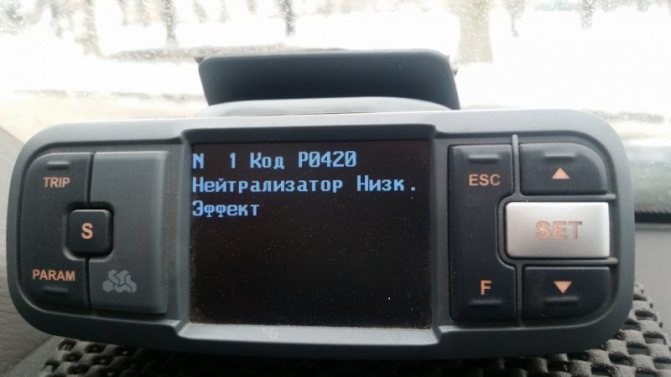 N 1 Код P0420
Нейтрализатор Низк.
Эффект
TRIP
S
PARAM
ESC
SET
F